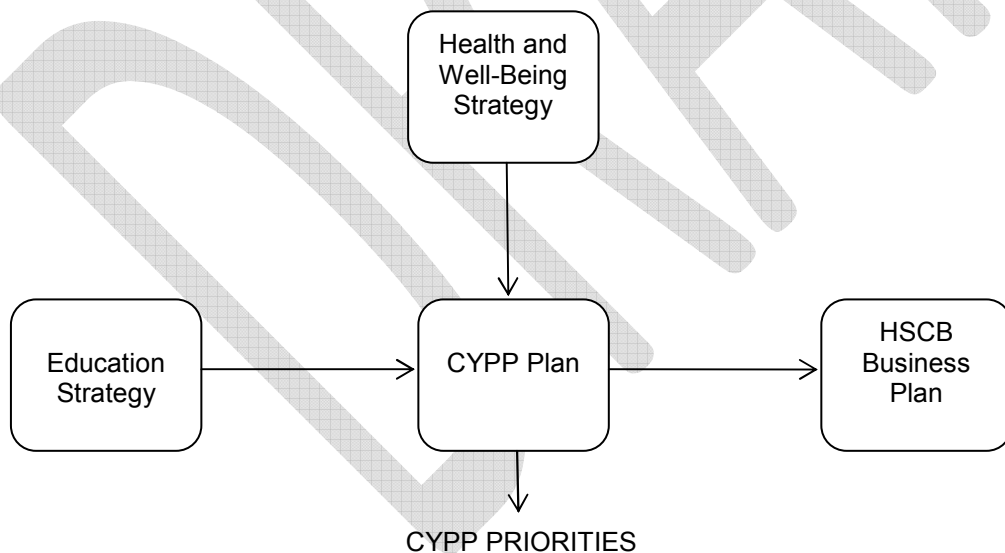 Health and
Well-Being
Strategy
Education
Strategy
CYPP Plan
HSCB
Business
Plan
CYPP PRIORITIES